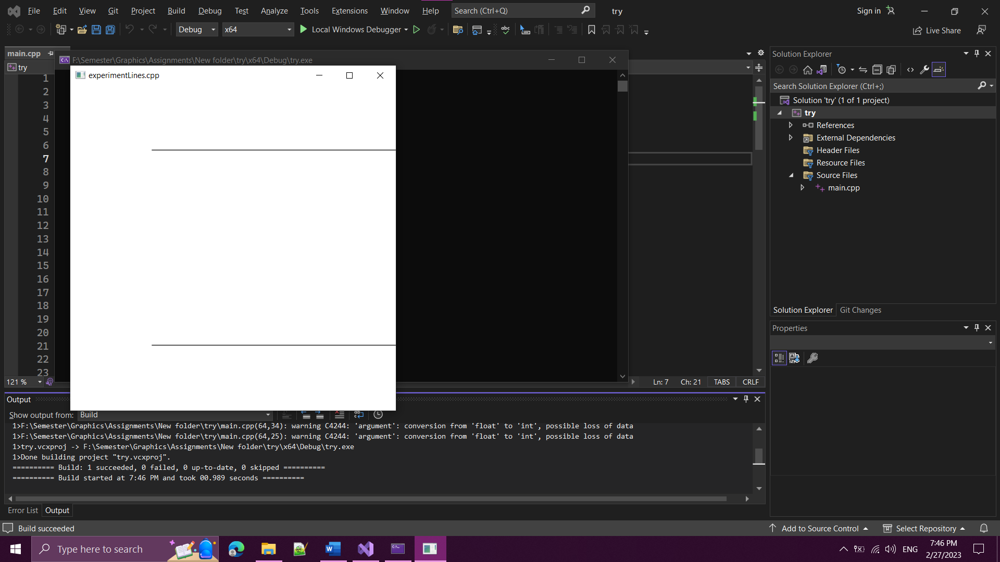 File Edit View Git Project Build Debug Test Analyze Tools Extensions Window Help Search (Ctrl+Q) try Sign in
Debug x64 Local Windows Debugger Live Share
main.cpp
F:\Semester\Graphics\Assignments\New folder\try\x64\Debug\try.exe
try
experimentLines.cpp
1
2
3
4
5
6
7
8
9
10
11
12
13
14
15
16
17
18
19
20
21
22
23
121 %
Ln: 7 Ch: 21 TABS CRLF
Solution Explorer
Search Solution Explorer (Ctrl+;)
Solution 'try' (1 of 1 project)
try
References
External Dependencies
Header Files
Resource Files
Source Files
main.cpp
Solution Explorer Git Changes
Properties
Output
Show output from: Build
1>F:\Semester\Graphics\Assignments\New folder\try\main.cpp(64,34): warning C4244: 'argument': conversion from 'float' to 'int', possible loss of data
1>F:\Semester\Graphics\Assignments\New folder\try\main.cpp(64,25): warning C4244: 'argument': conversion from 'float' to 'int', possible loss of data
1>try.vcxproj -> F:\Semester\Graphics\Assignments\New folder\try\x64\Debug\try.exe
1>Done building project "try.vcxproj".
========== Build: 1 succeeded, 0 failed, 0 up-to-date, 0 skipped ==========
========== Build started at 7:46 PM and took 00.989 seconds ==========
Error List Output
Build succeeded Add to Source Control Select Repository
Type here to search ENG 7:46 PM
2/27/2023